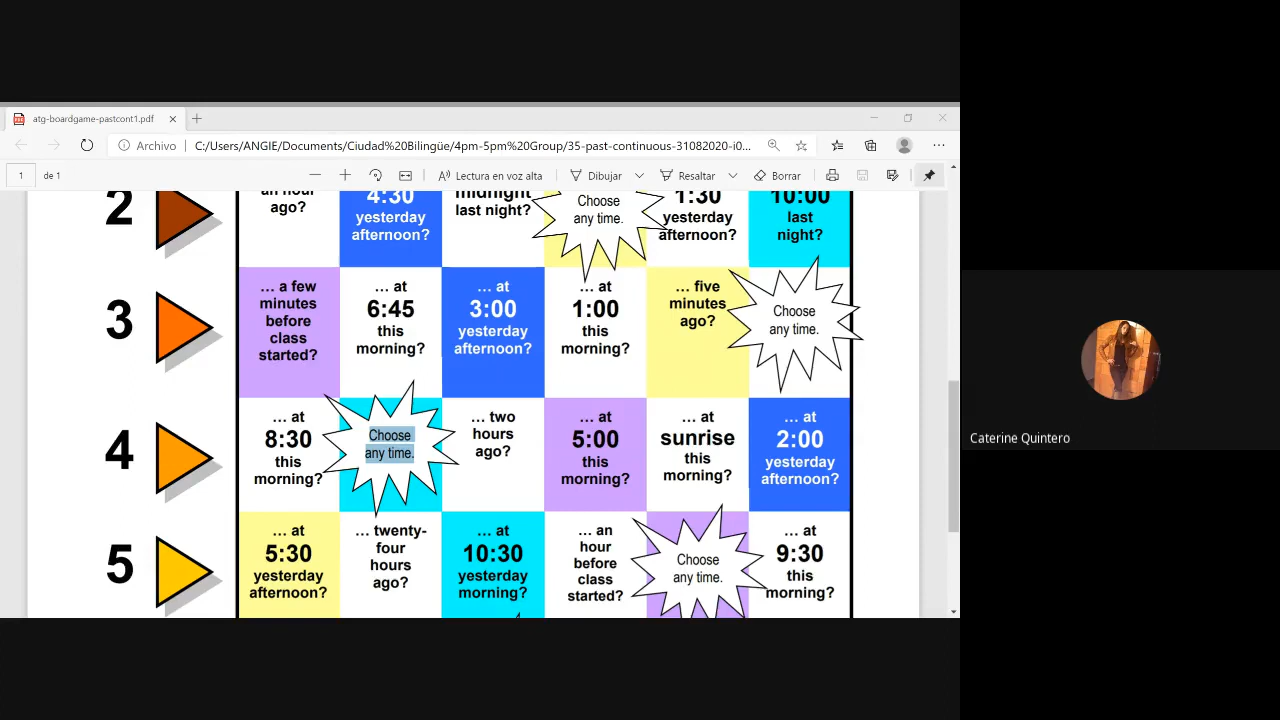 atg-boardgame-pastcont1.pdf
Archivo
C:/Users/ANGIE/Documents/Ciudad%20Bilingüe/4pm-5pm%20Group/35-past-continuous-31082020-i0...
1
de 1
Lectura en voz alta
Dibujar
Resaltar
Borrar
2
an hour
ago?
4:30
yesterday
afternoon?
midnight
last night?
Choose
any time.
1:30
yesterday
afternoon?
10:00
last
night?
3
... a few
minutes
before
class
started?
... at
6:45
this
morning?
... at
3:00
yesterday
afternoon?
... at
1:00
this
morning?
... five
minutes
ago?
Choose
any time.
4
... at
8:30
this
morning?
Choose
any time.
... two
hours
ago?
... at
5:00
this
morning?
... at
sunrise
this
morning?
... at
2:00
yesterday
afternoon?
5
... at
5:30
yesterday
afternoon?
... twenty-
four
hours
ago?
... at
10:30
yesterday
morning?
... an
hour
before
class
started?
Choose
any time.
... at
9:30
this
morning?
Caterine Quintero